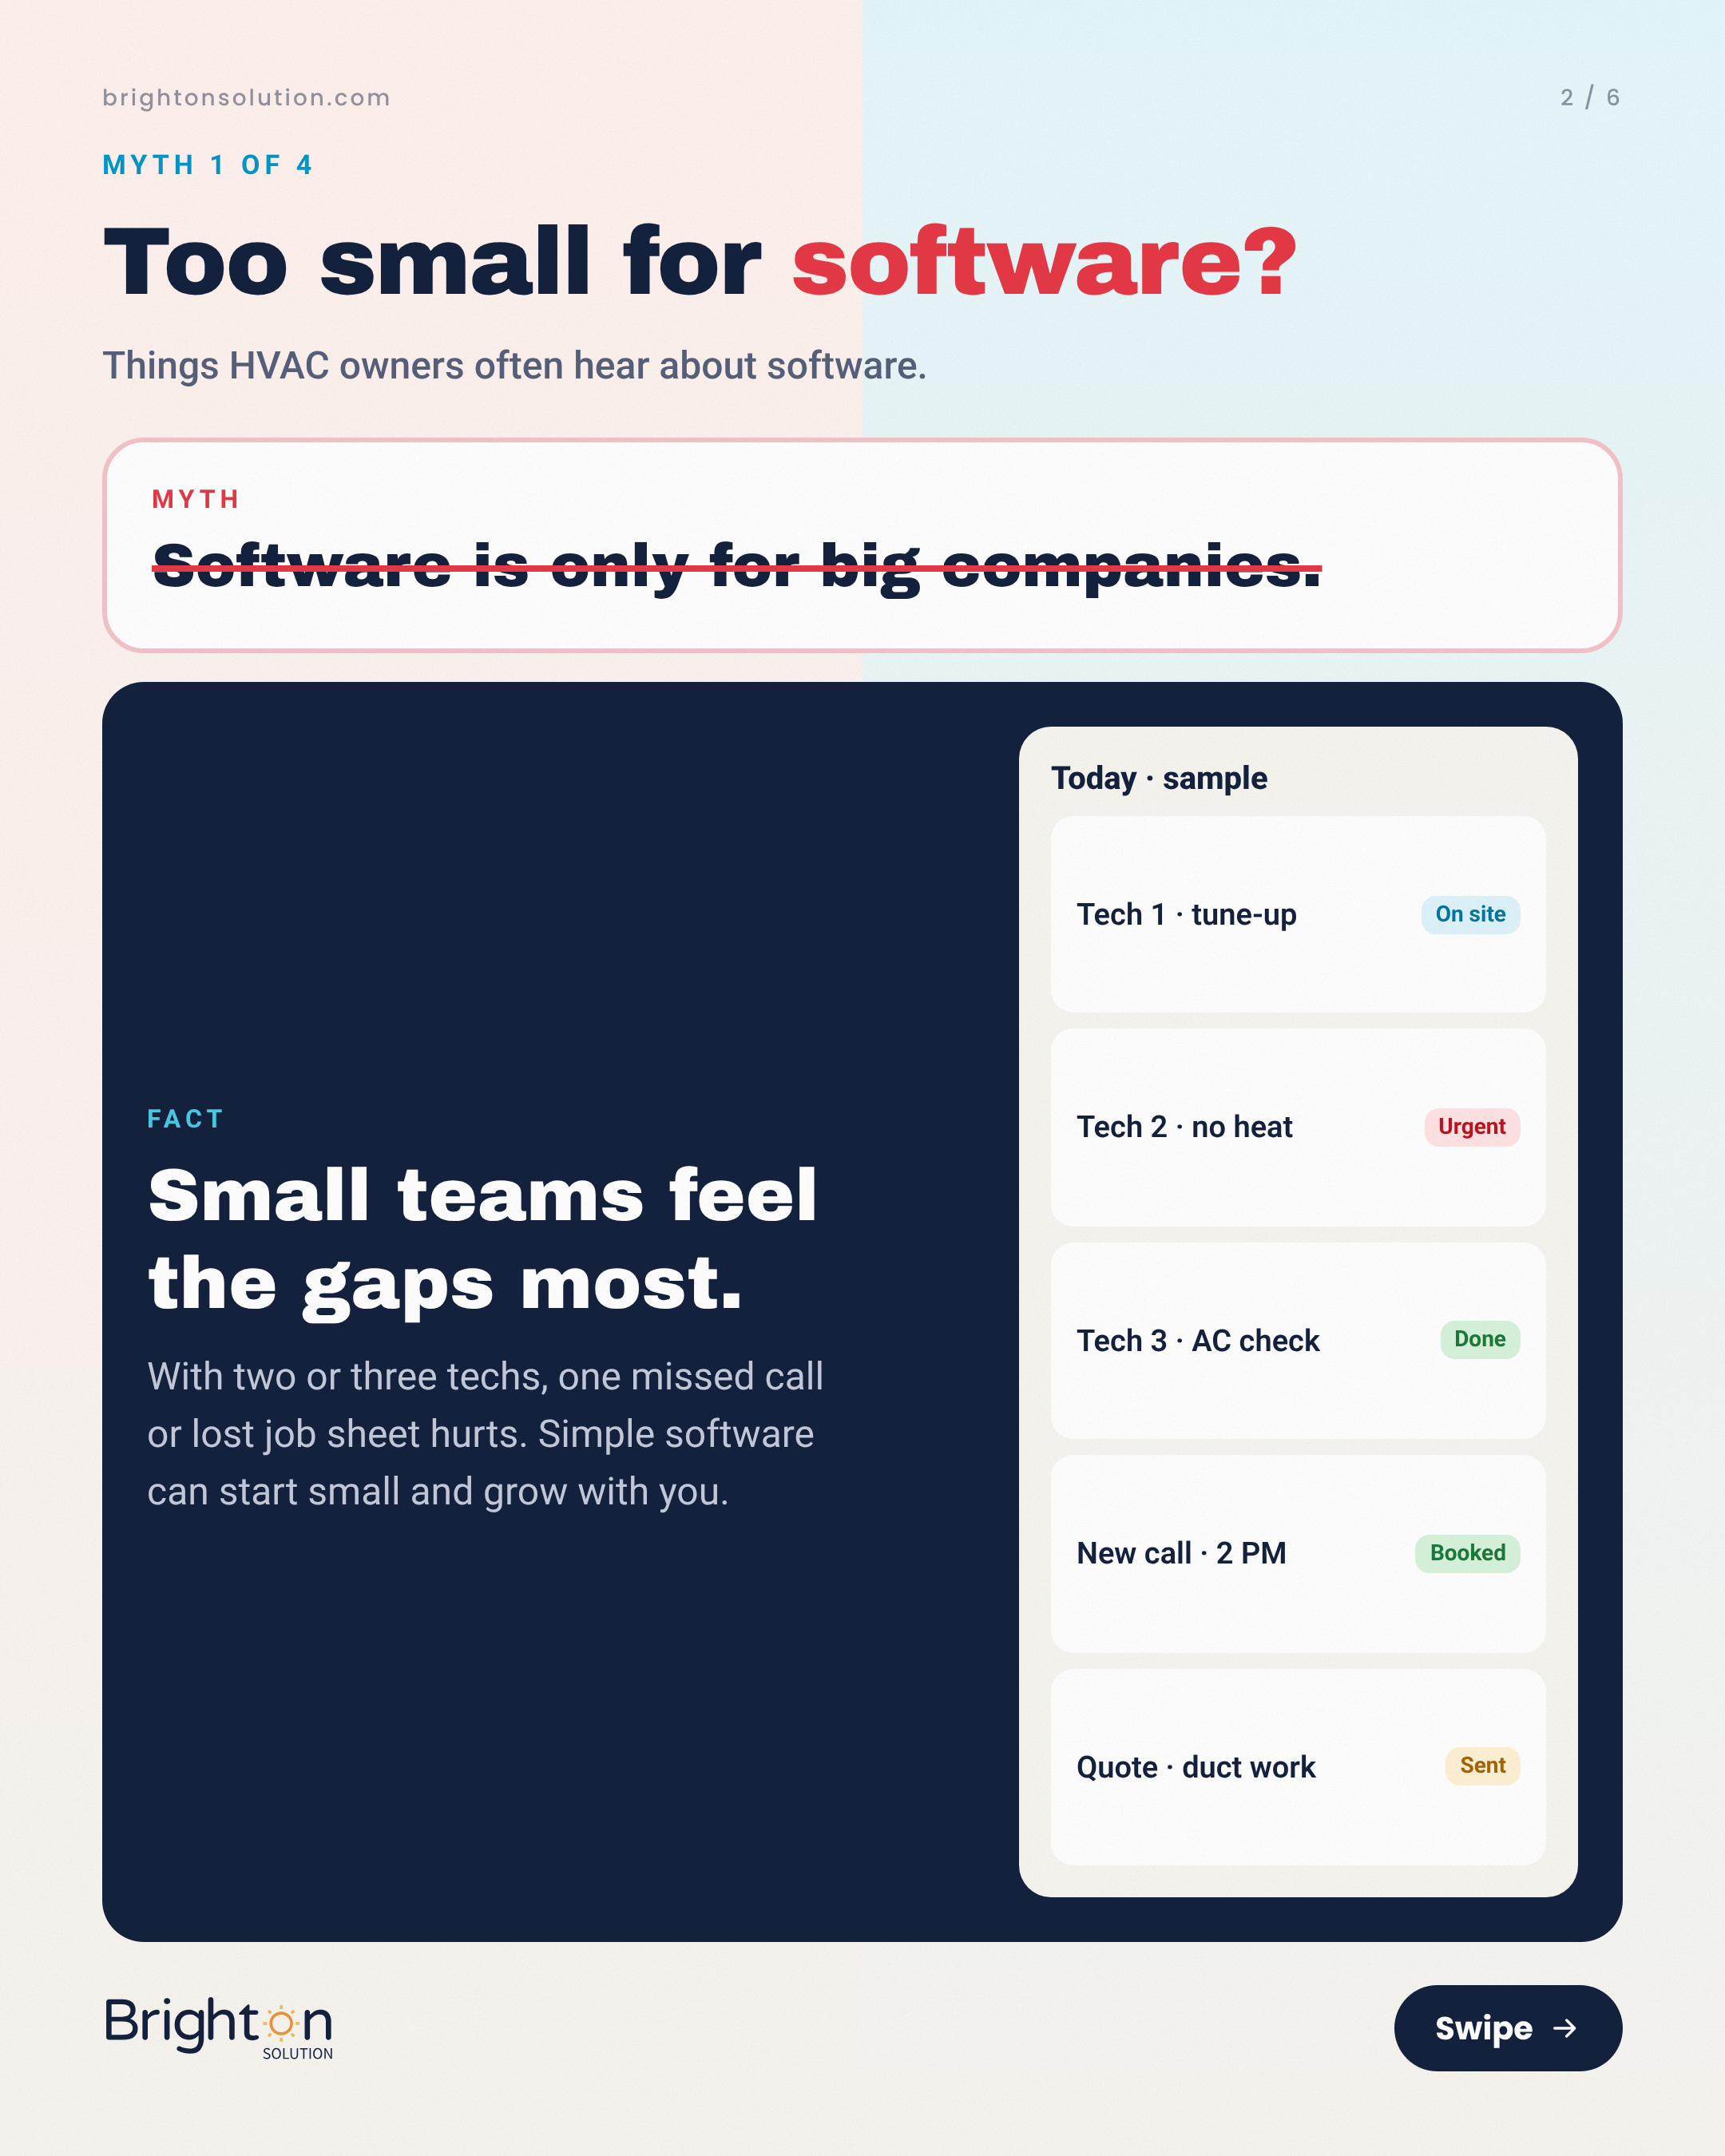 brightonsolution.com
2 / 6
MYTH 1 OF 4
Too small for software?
Things HVAC owners often hear about software.
MYTH
Software is only for big companies.
FACT
Small teams feel
the gaps most.
With two or three techs, one missed call
or lost job sheet hurts. Simple software
can start small and grow with you.
Today · sample
Tech 1 · tune-up
On site
Tech 2 · no heat
Urgent
Tech 3 · AC check
Done
New call · 2 PM
Booked
Quote · duct work
Sent
Brighton
SOLUTION
Swipe →